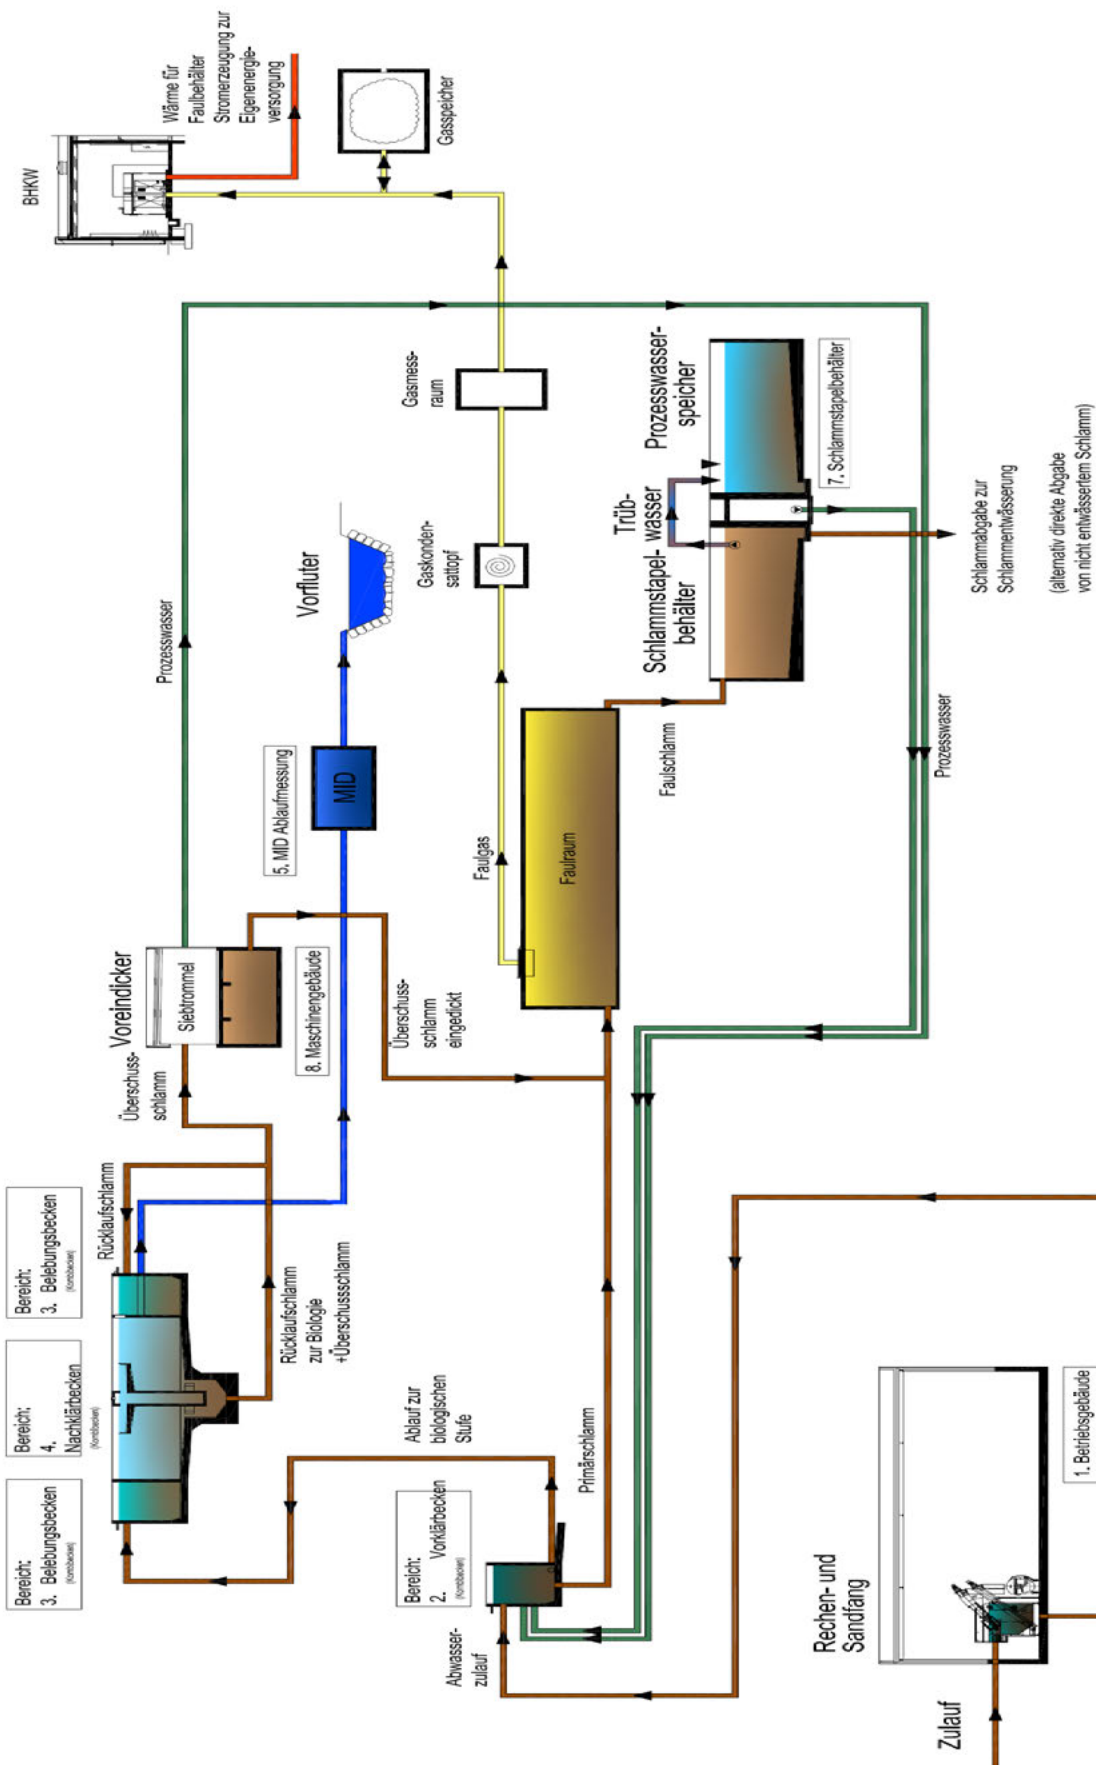 BHKW
Wärme für
Faulbehälter
Stromerzeugung zur
Eigenenergie-
versorgung
Gasspeicher
Prozesswasser
Vorfluter
Gasmess-
raum
Gaskonden-
sattopf
Faulgas
5. MID Ablaufmessung
MID
Voreindicker
Siebtrommel
8. Maschinengebäude
Überschuss-
schlamm
Überschuss-
schlamm
eingedickt
Faulraum
Faulschlamm
Schlammstapel-
behälter
Trüb-
wasser
Prozesswasser-
speicher
7. Schlammstapelbehälter
Schlammabgabe zur
Schlammentwässerung
(alternativ direkte Abgabe
von nicht entwässertem Schlamm)
Prozesswasser
Bereich:
3. Belebungsbecken
(Kombibecken)
Bereich:
4.
Nachklärbecken
(Kombibecken)
Bereich:
3. Belebungsbecken
(Kombibecken)
Rücklaufschlamm
Rücklaufschlamm
zur Biologie
+Überschussschlamm
Ablauf zur
biologischen
Stufe
Bereich:
2. Vorklärbecken
(Kombibecken)
Primärschlamm
Abwasser-
zulauf
Rechen- und
Sandfang
Zulauf
1. Betriebsgebäude